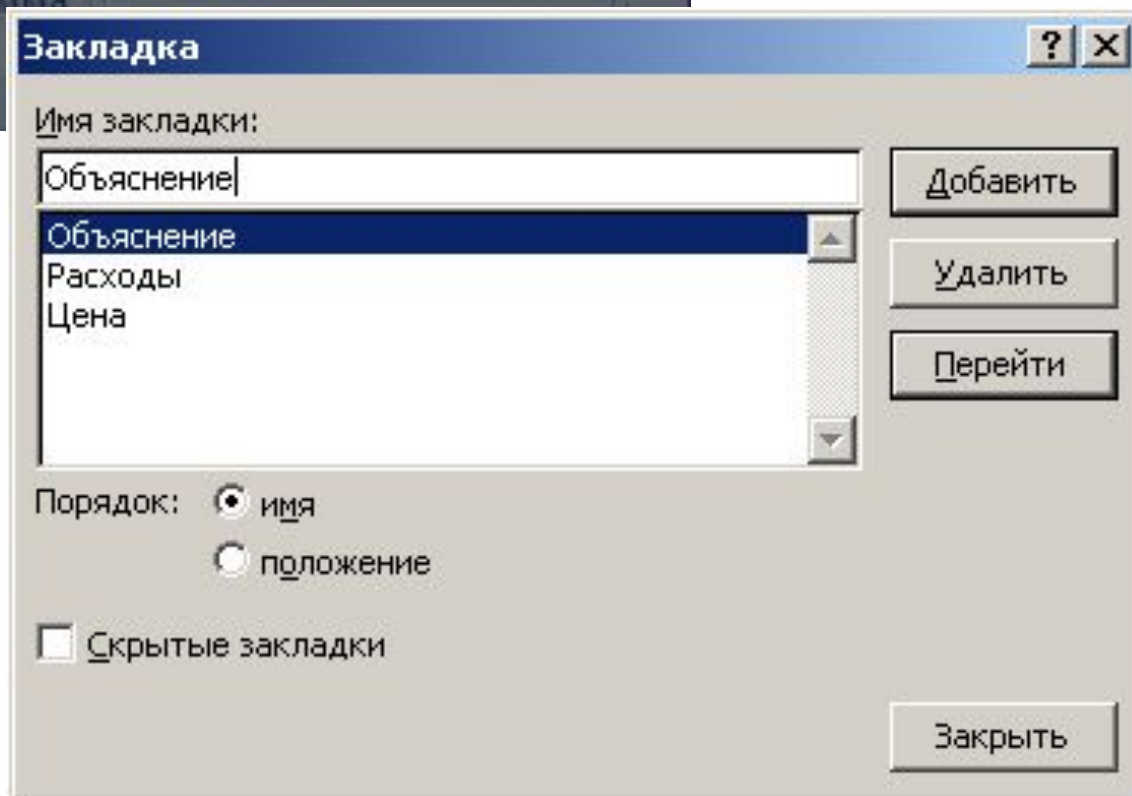 Закладка
Имя закладки:
Объяснение
Добавить
Объяснение
Расходы
Цена
Удалить
Перейти
Порядок: имя
положение
Скрытые закладки
Закрыть